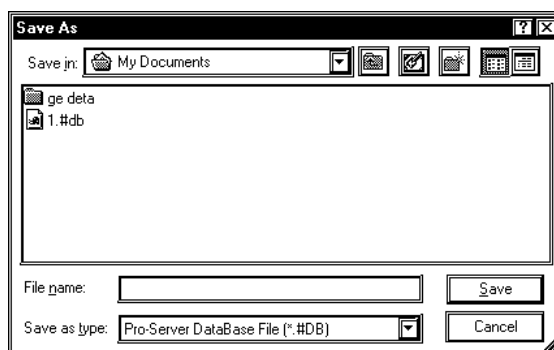 Save As
Save in: My Documents
ge deta
1.#db
File name:
Save
Save as type: Pro-Server DataBase File (*.#DB)
Cancel